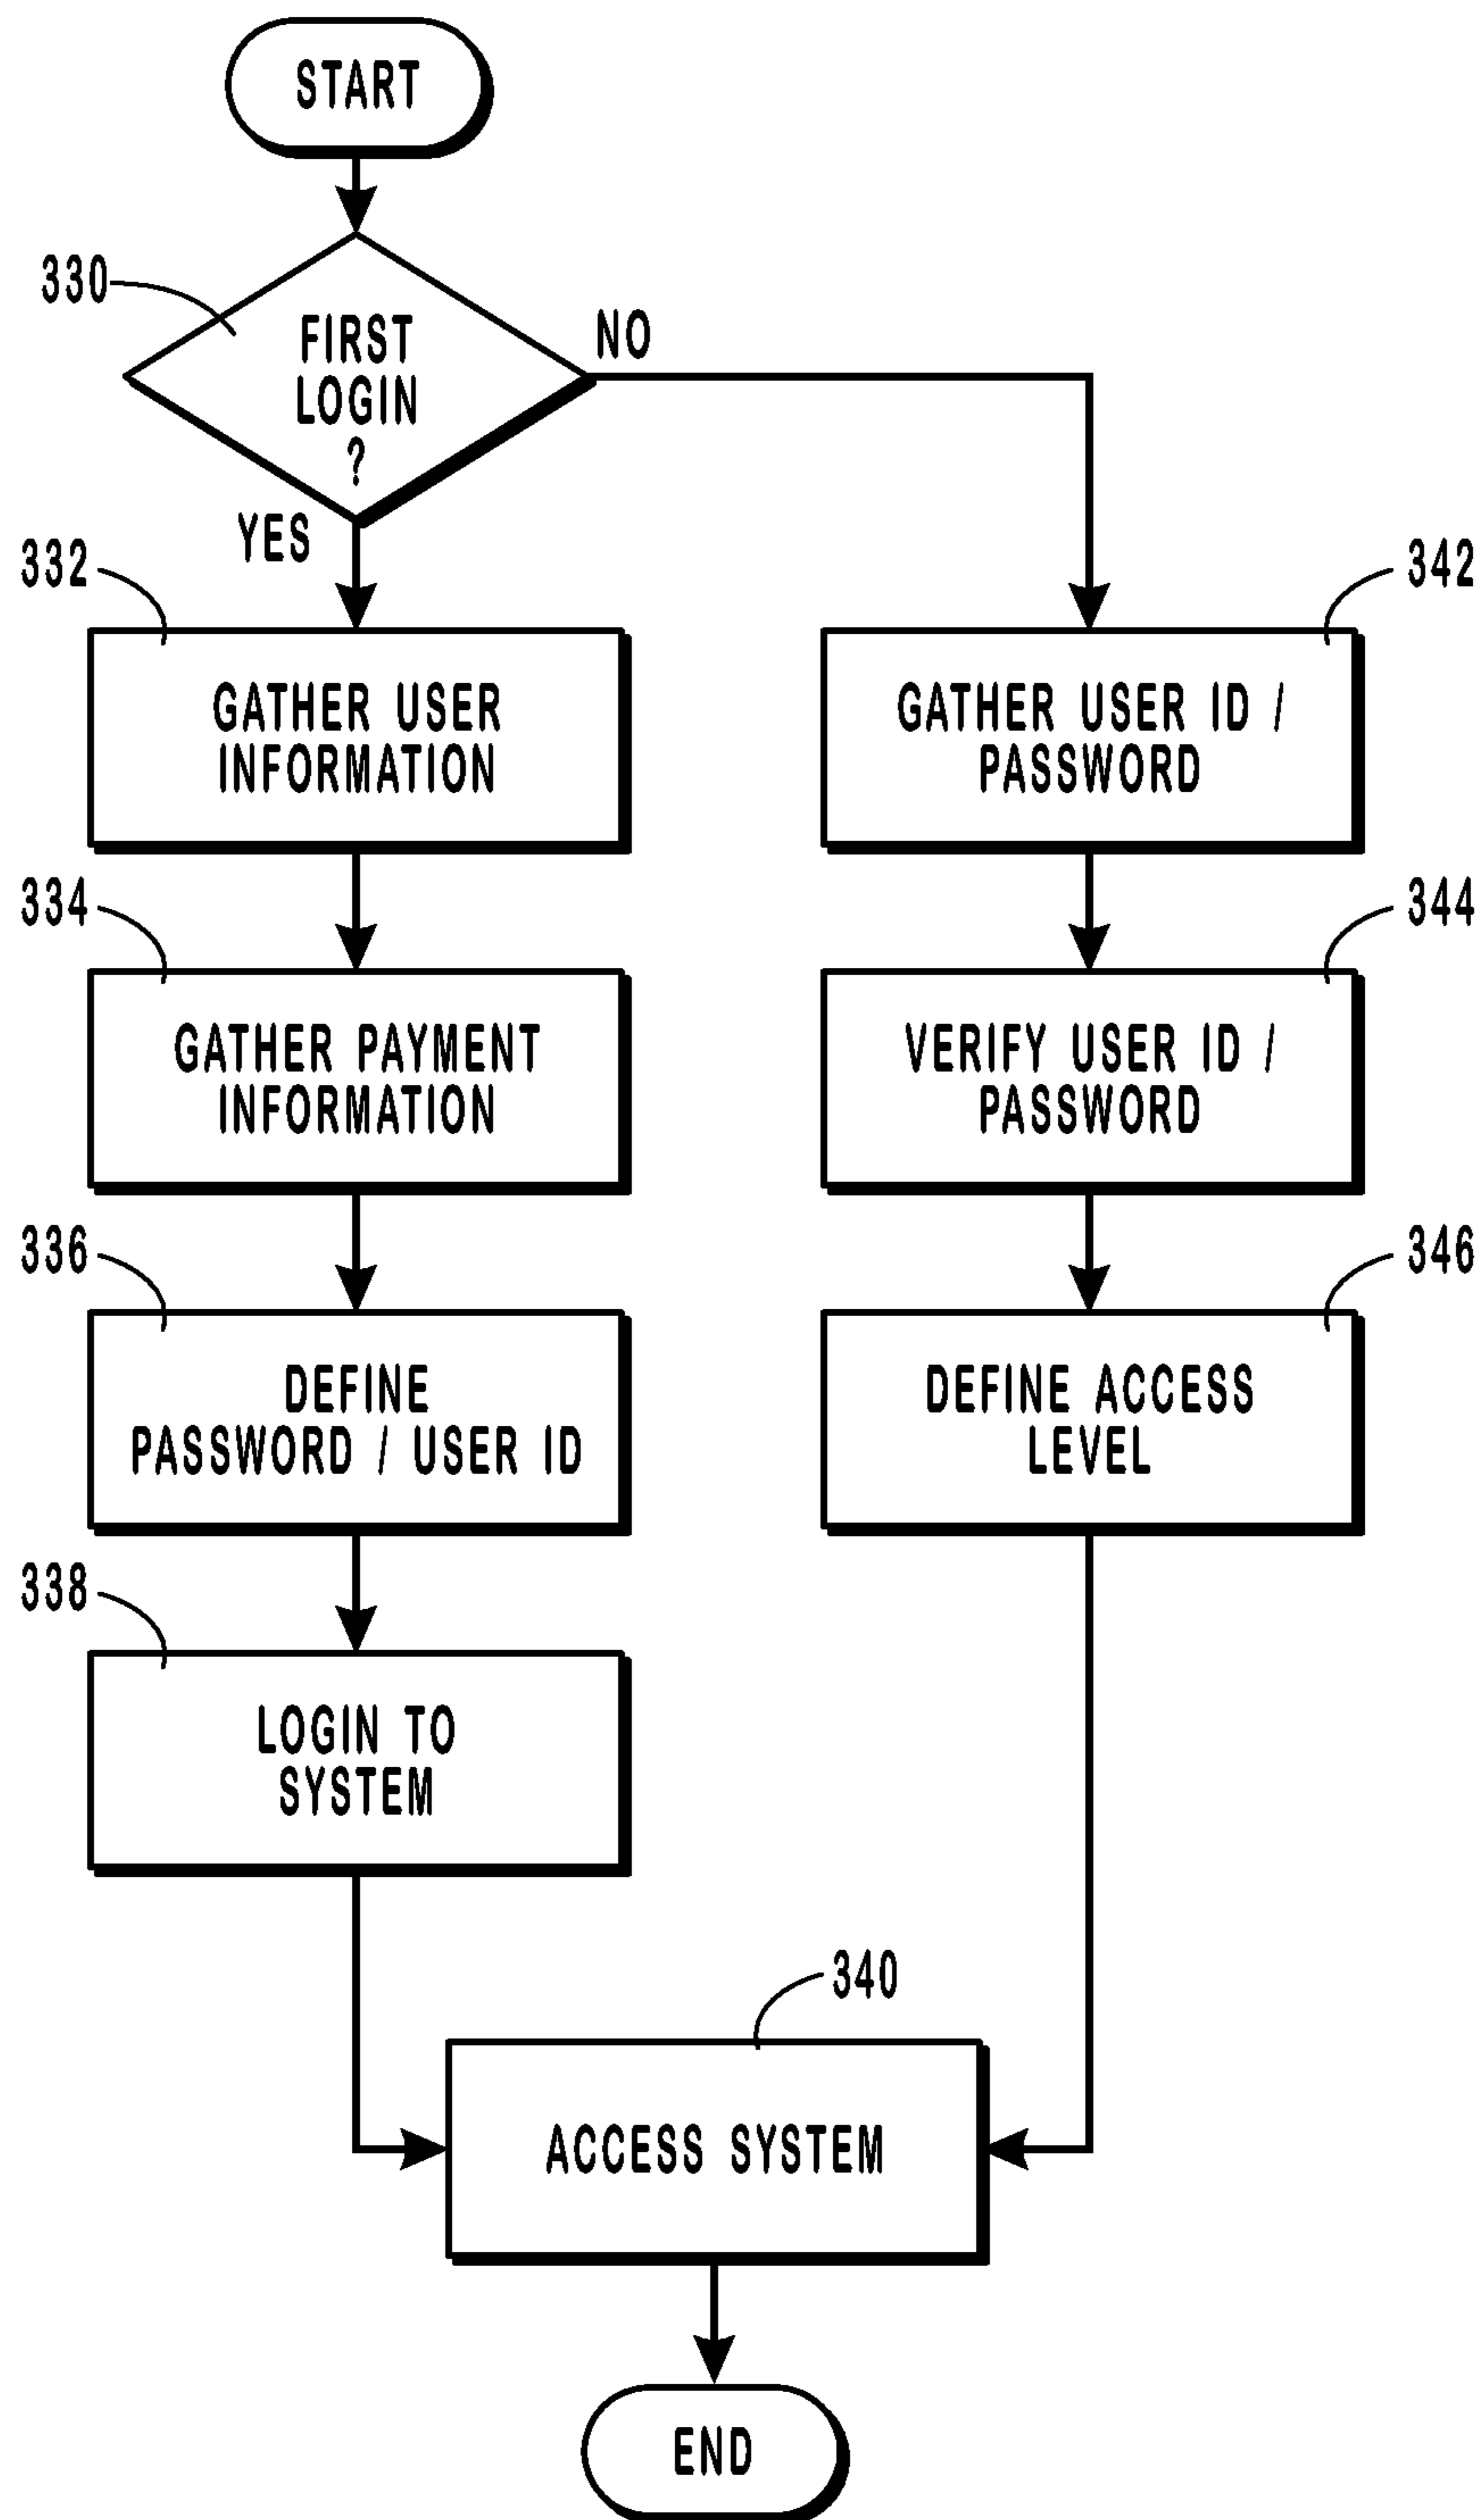 START
330
FIRST
LOGIN
?
NO
YES
332
GATHER USER
INFORMATION
342
GATHER USER ID /
PASSWORD
334
GATHER PAYMENT
INFORMATION
344
VERIFY USER ID /
PASSWORD
336
DEFINE
PASSWORD / USER ID
346
DEFINE ACCESS
LEVEL
338
LOGIN TO
SYSTEM
340
ACCESS SYSTEM
END